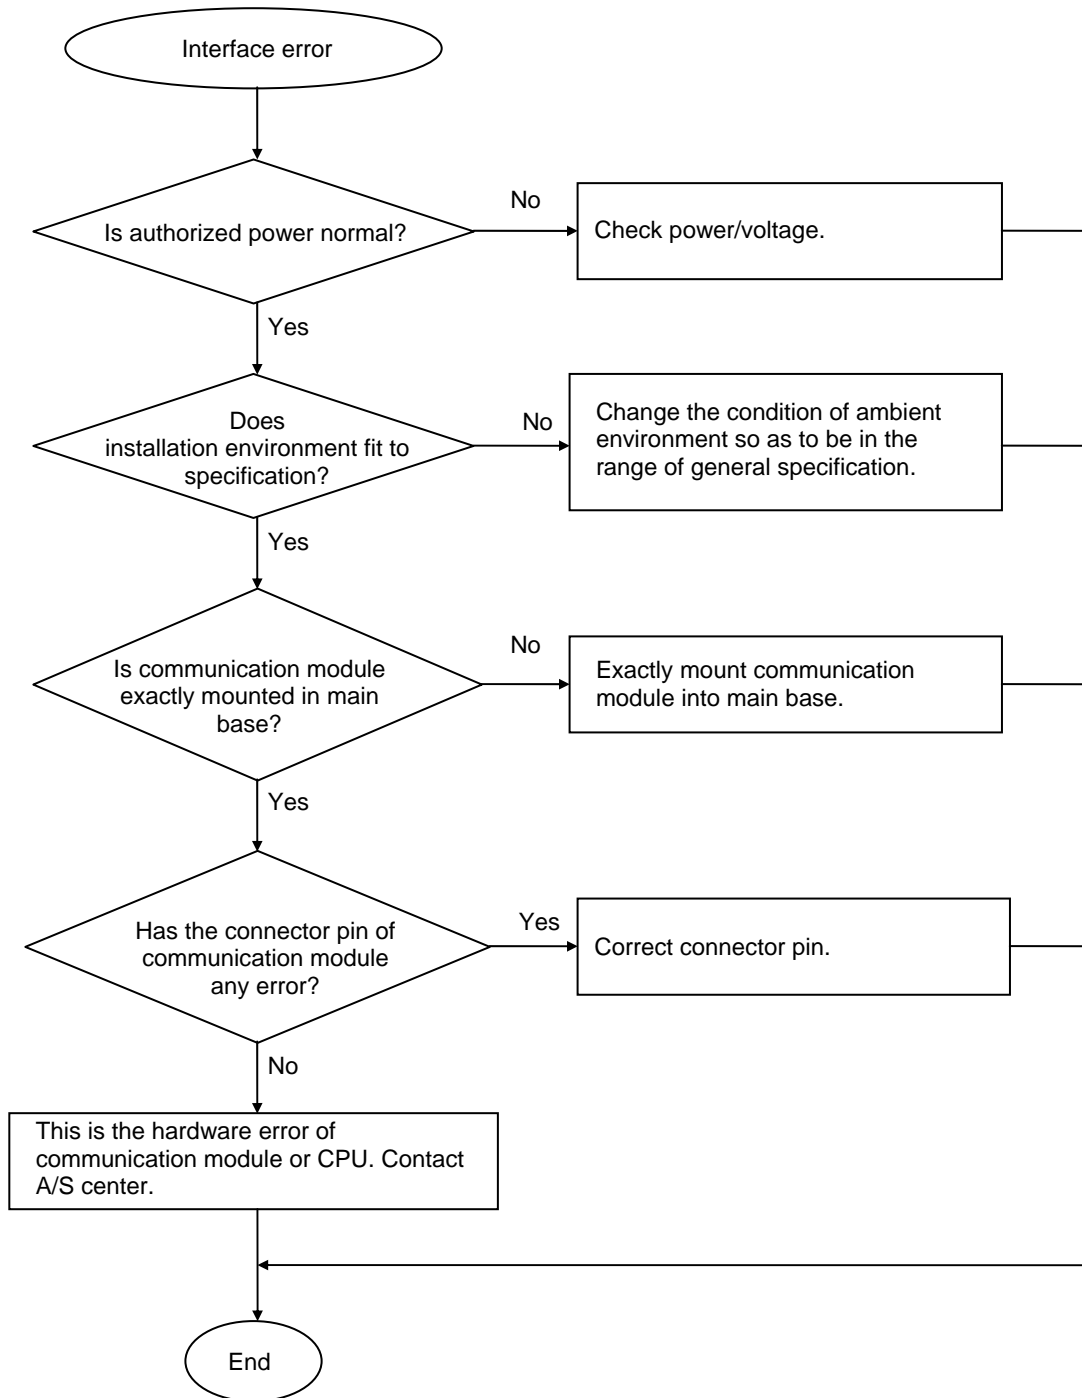 Interface error
No
Is authorized power normal?
Check power/voltage.
Yes
Does
installation environment fit to
specification?
No
Change the condition of ambient
environment so as to be in the
range of general specification.
Yes
Is communication module
exactly mounted in main
base?
No
Exactly mount communication
module into main base.
Yes
Has the connector pin of
communication module
any error?
Yes
Correct connector pin.
No
This is the hardware error of
communication module or CPU. Contact
A/S center.
End